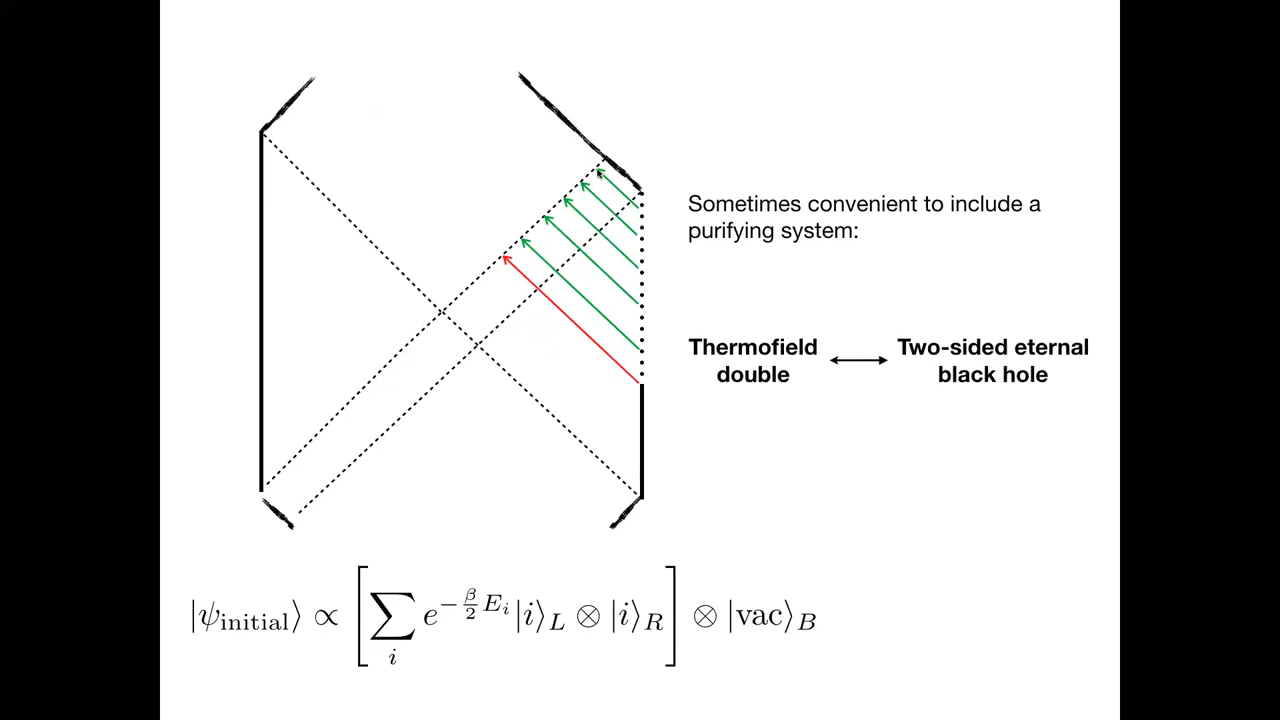 Sometimes convenient to include a
purifying system:
Thermofield double ⟷ Two-sided eternal black hole
|ψ_initial⟩ ∝ [∑_i e^{-\frac{β}{2}E_i} |i⟩_L ⊗ |i⟩_R] ⊗ |vac⟩_B